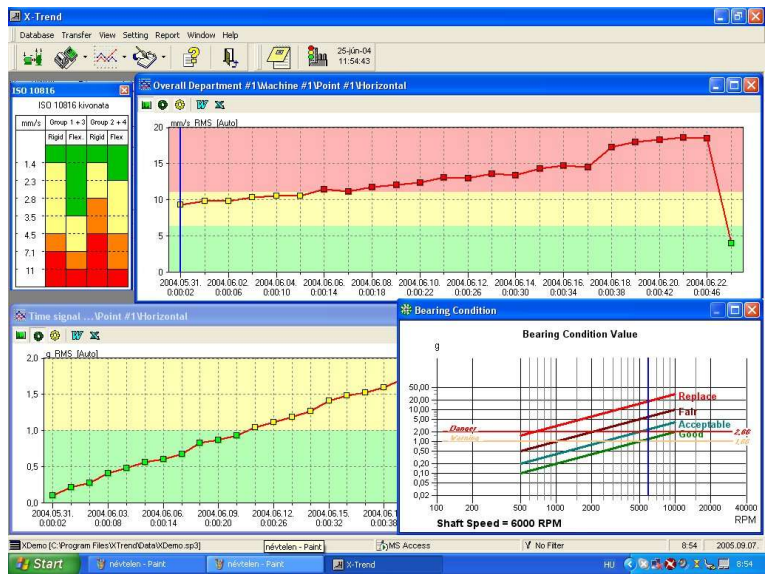 X-Trend
Database Transfer View Setting Report Window Help
25-jún-04
11:54:43
ISO 10816
ISO 10816 kivonata
mm/s Group 1 + 3 Group 2 + 4
Rigid Flex. Rigid Flex
1.4
2.3
2.8
3.5
4.5
7.1
11
Overall Department #1\Machine #1\Point #1\Horizontal
W X
mm/s RMS [Auto]
20
15
10
5
0
2004.05.31. 2004.06.02. 2004.06.04. 2004.06.06. 2004.06.08. 2004.06.10. 2004.06.12. 2004.06.14. 2004.06.16. 2004.06.18. 2004.06.20. 2004.06.22.
0:00:02 0:00:06 0:00:10 0:00:14 0:00:18 0:00:22 0:00:26 0:00:30 0:00:34 0:00:38 0:00:42 0:00:46
Time signal ...\Point #1\Horizontal
W X
g RMS [Auto]
2,0
1,5
1,0
0,5
0,0
2004.05.31. 2004.06.03. 2004.06.06. 2004.06.09. 2004.06.12. 2004.06.15. 2004.06.1
0:00:02 0:00:08 0:00:14 0:00:20 0:00:26 0:00:32 0:00:38
Bearing Condition
Bearing Condition Value
g
50,00
20,00
10,00
5,00
2,00
1,00
0,50
0,20
0,10
0,05
0,02
Danger
Warning
Replace
Fair
Acceptable
Good
100 200 500 1000 2000 5000 10000 20000 40000
RPM
Shaft Speed = 6000 RPM
XDemo [C:\Program Files\XTrend\Data\XDemo.sp3]
névtelen - Paint
MS Access
No Filter
8:54
2005.09.07.
Start
névtelen - Paint
névtelen - Paint
X-Trend
HU
8:54